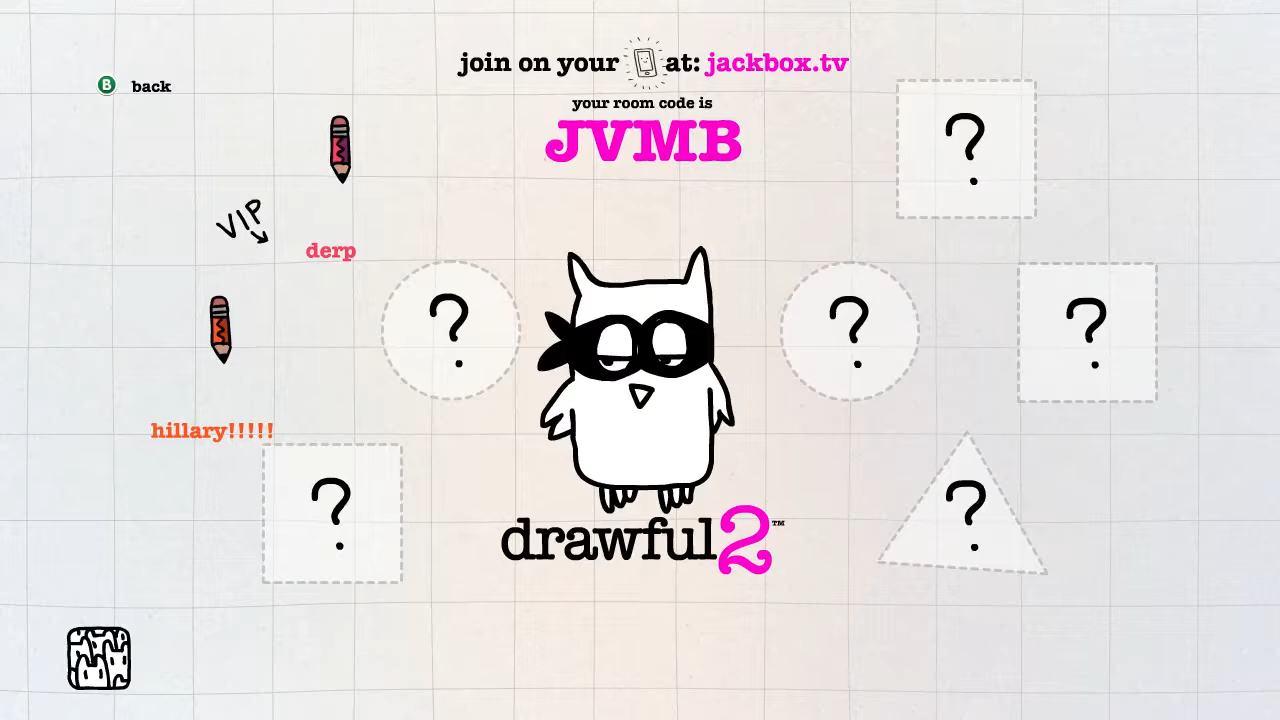 join on your at: jackbox.tv
B back
your room code is
JVMB
?
VIP
derp
? ? ?
hillary!!!!!
? ?
drawful2™